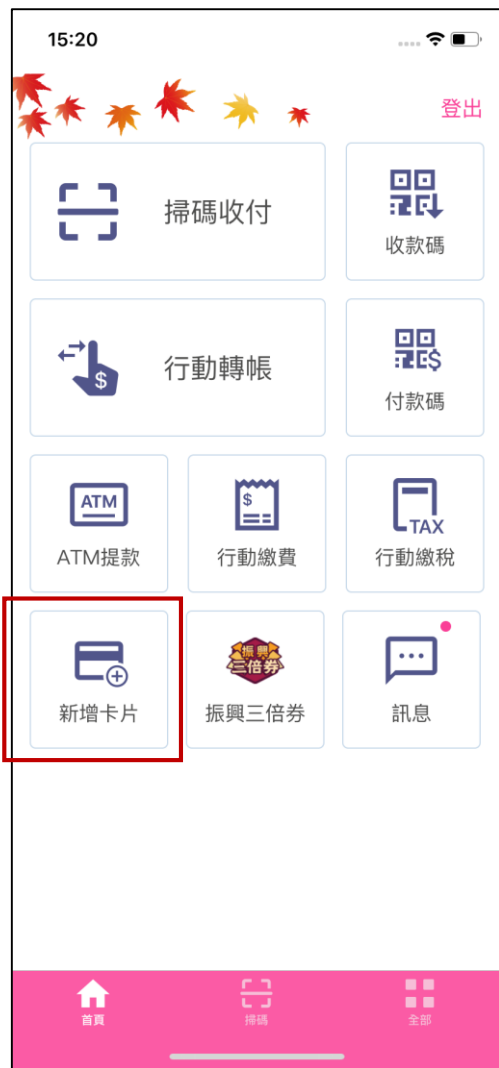 15:20
登出
掃碼收付
收款碼
行動轉帳
$
$
付款碼
ATM
$
TAX
ATM提款
行動繳費
行動繳稅
振興
三倍券
新增卡片
振興三倍券
訊息
首頁
掃碼
全部